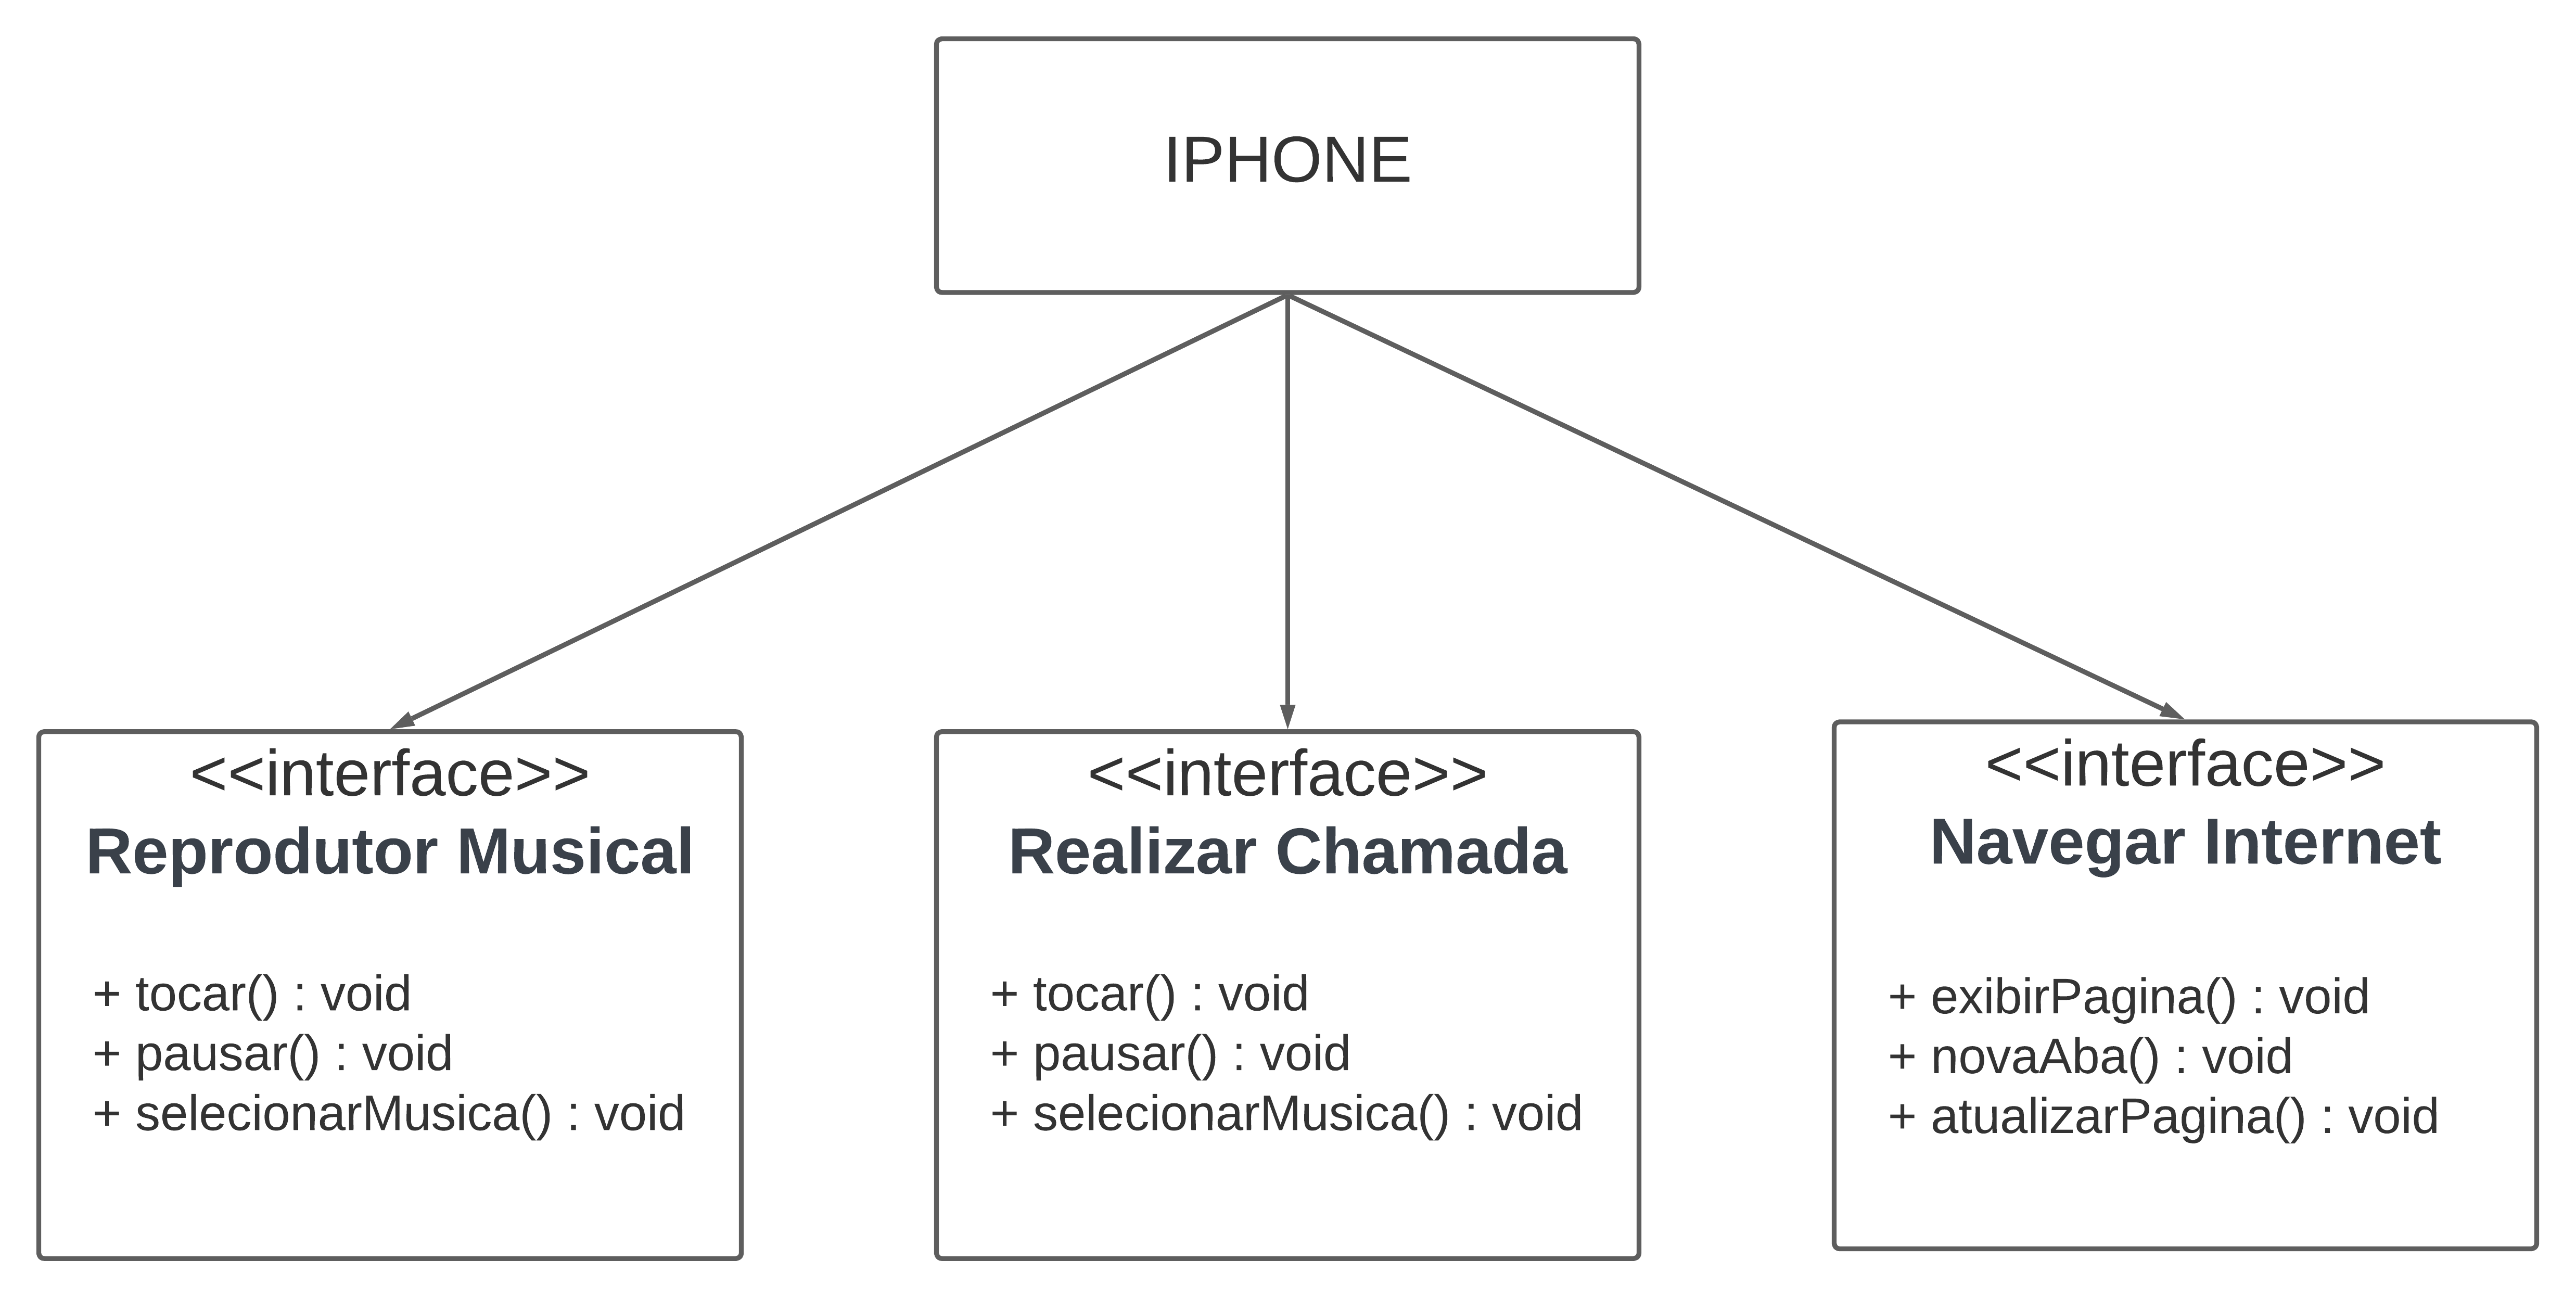 IPHONE
<<interface>>
Reprodutor Musical
+ tocar() : void
+ pausar() : void
+ selecionarMusica() : void
<<interface>>
Realizar Chamada
+ tocar() : void
+ pausar() : void
+ selecionarMusica() : void
<<interface>>
Navegar Internet
+ exibirPagina() : void
+ novaAba() : void
+ atualizarPagina() : void